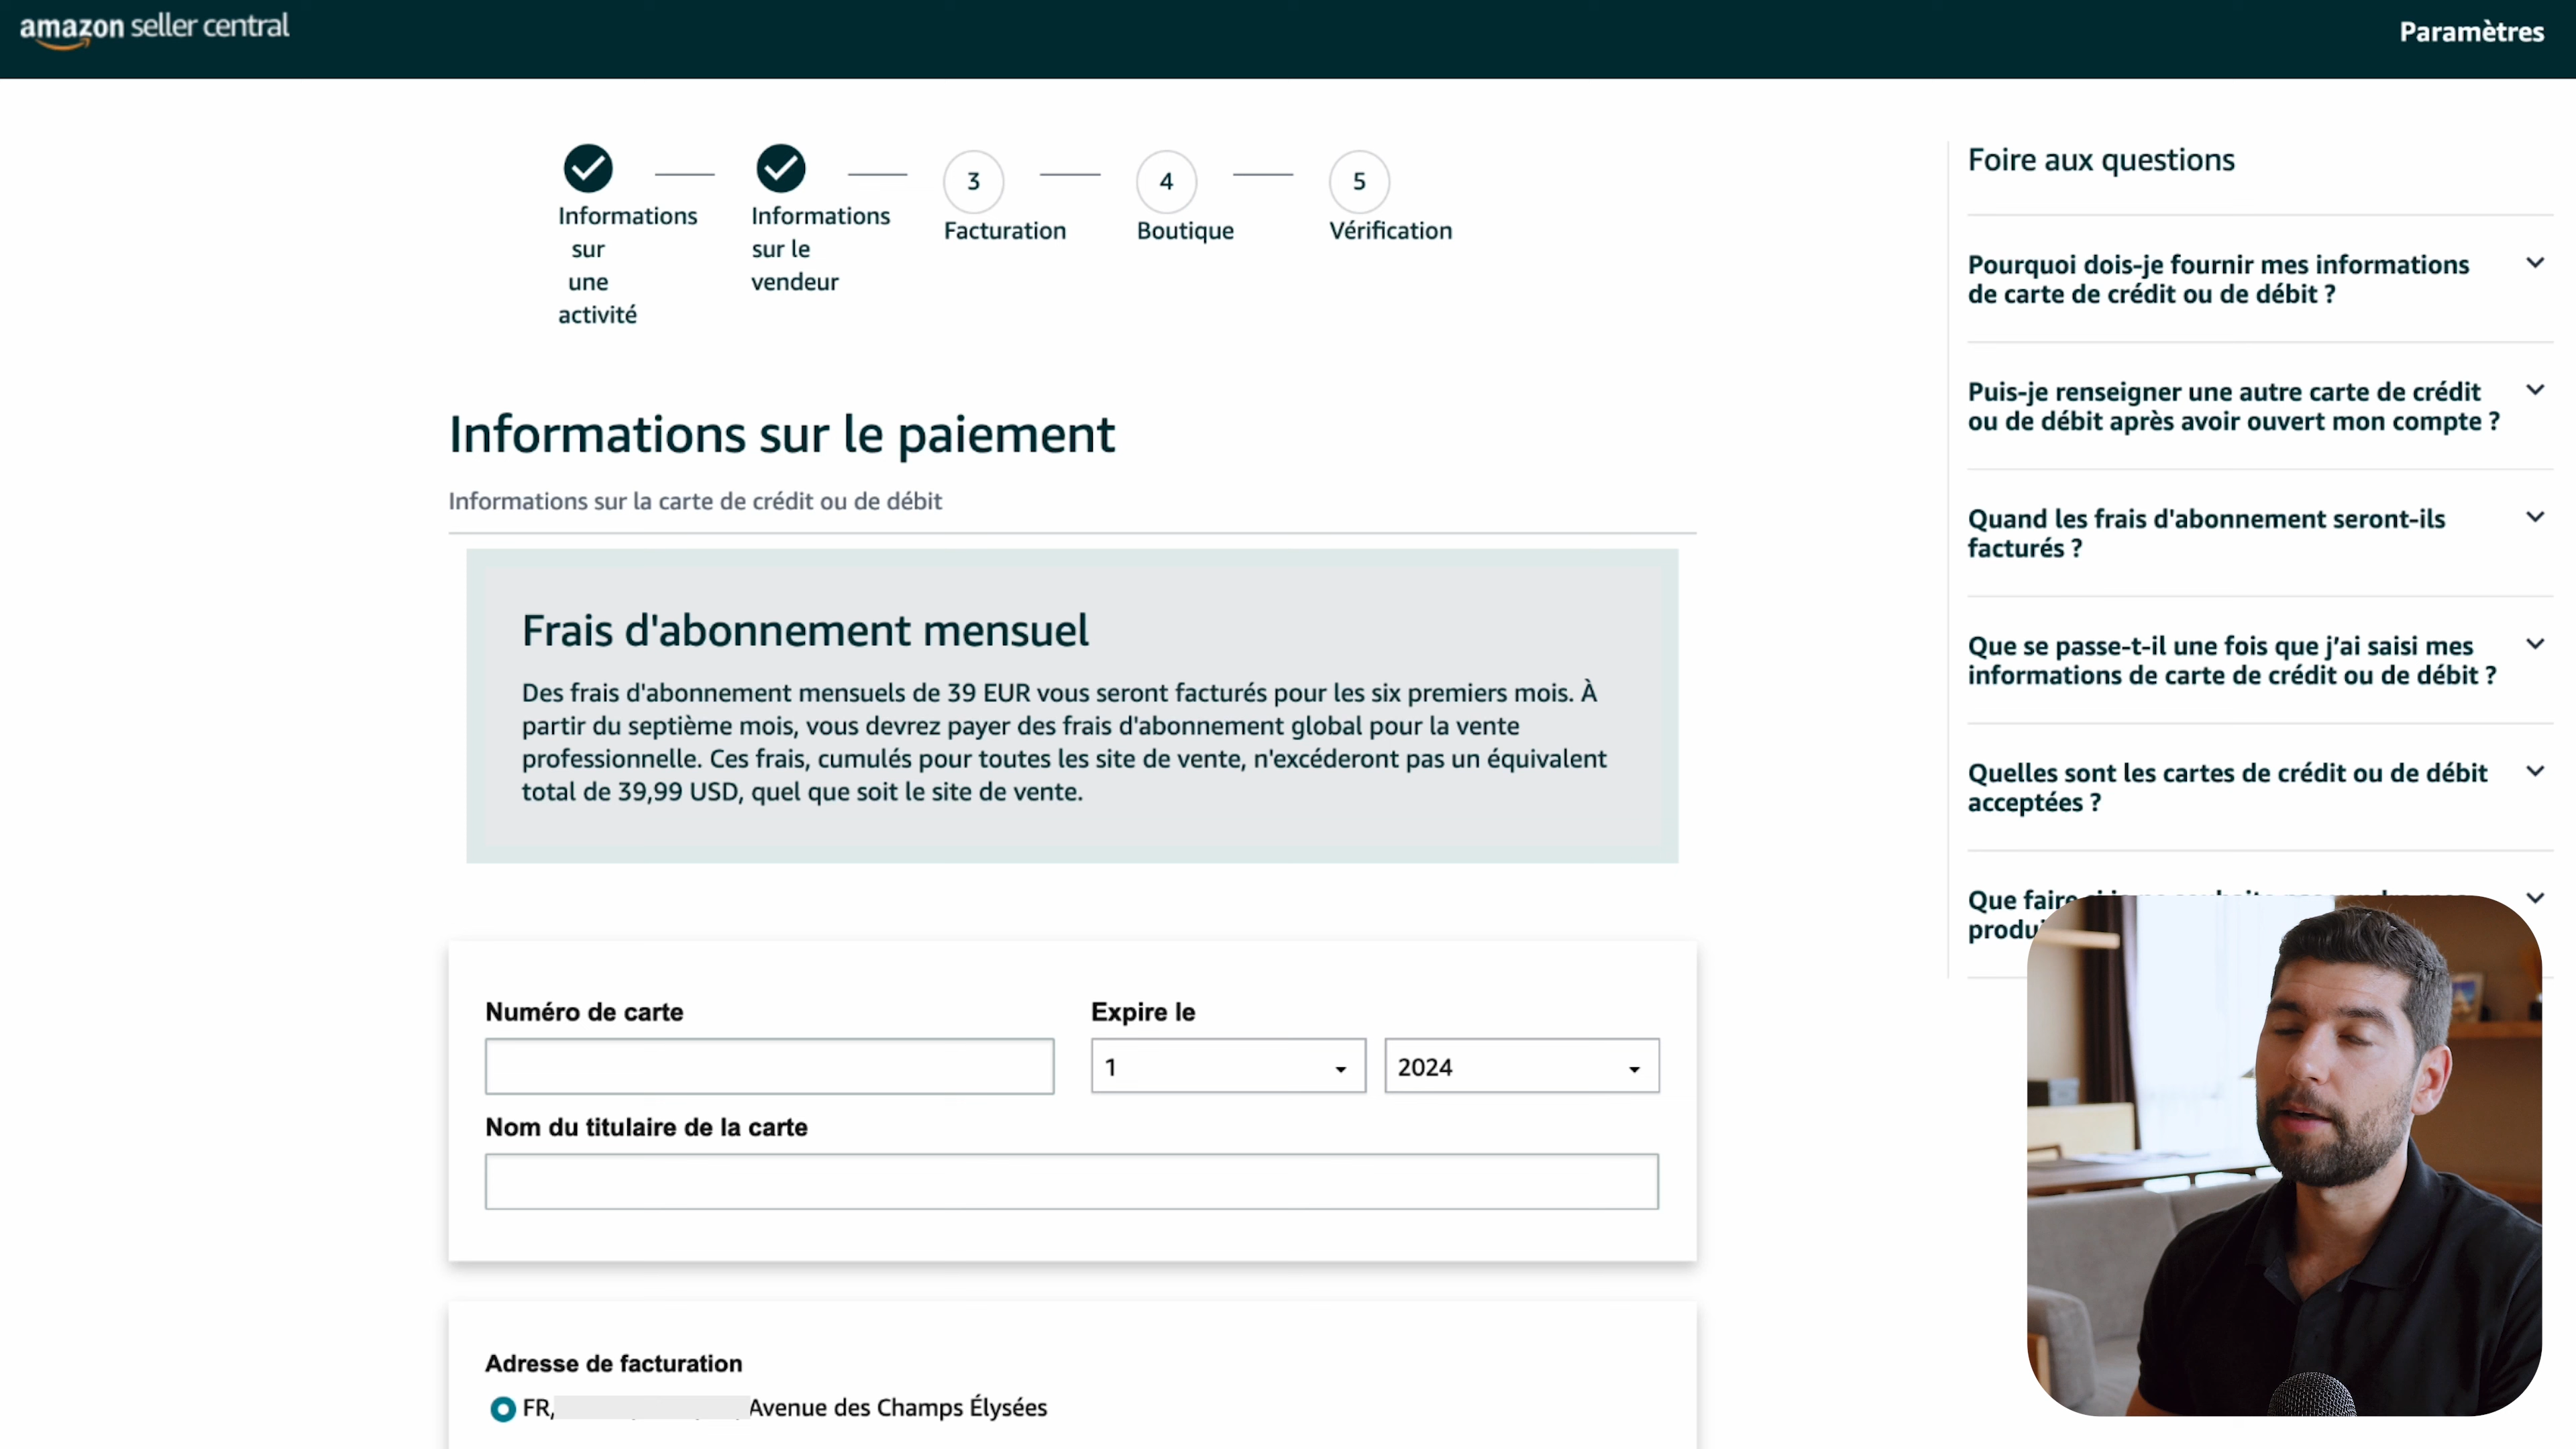 amazon seller central
Paramètres
3
4
5
Informations
sur
une
activité
Informations
sur le
vendeur
Facturation
Boutique
Vérification
Informations sur le paiement
Informations sur la carte de crédit ou de débit
Frais d'abonnement mensuel
Des frais d'abonnement mensuels de 39 EUR vous seront facturés pour les six premiers mois. À
partir du septième mois, vous devrez payer des frais d'abonnement global pour la vente
professionnelle. Ces frais, cumulés pour toutes les site de vente, n'excéderont pas un équivalent
total de 39,99 USD, quel que soit le site de vente.
Numéro de carte
Expire le
1
2024
Nom du titulaire de la carte
Adresse de facturation
FR, Avenue des Champs Élysées
Foire aux questions
Pourquoi dois-je fournir mes informations
de carte de crédit ou de débit ?
Puis-je renseigner une autre carte de crédit
ou de débit après avoir ouvert mon compte ?
Quand les frais d'abonnement seront-ils
facturés ?
Que se passe-t-il une fois que j’ai saisi mes
informations de carte de crédit ou de débit ?
Quelles sont les cartes de crédit ou de débit
acceptées ?
Que faire